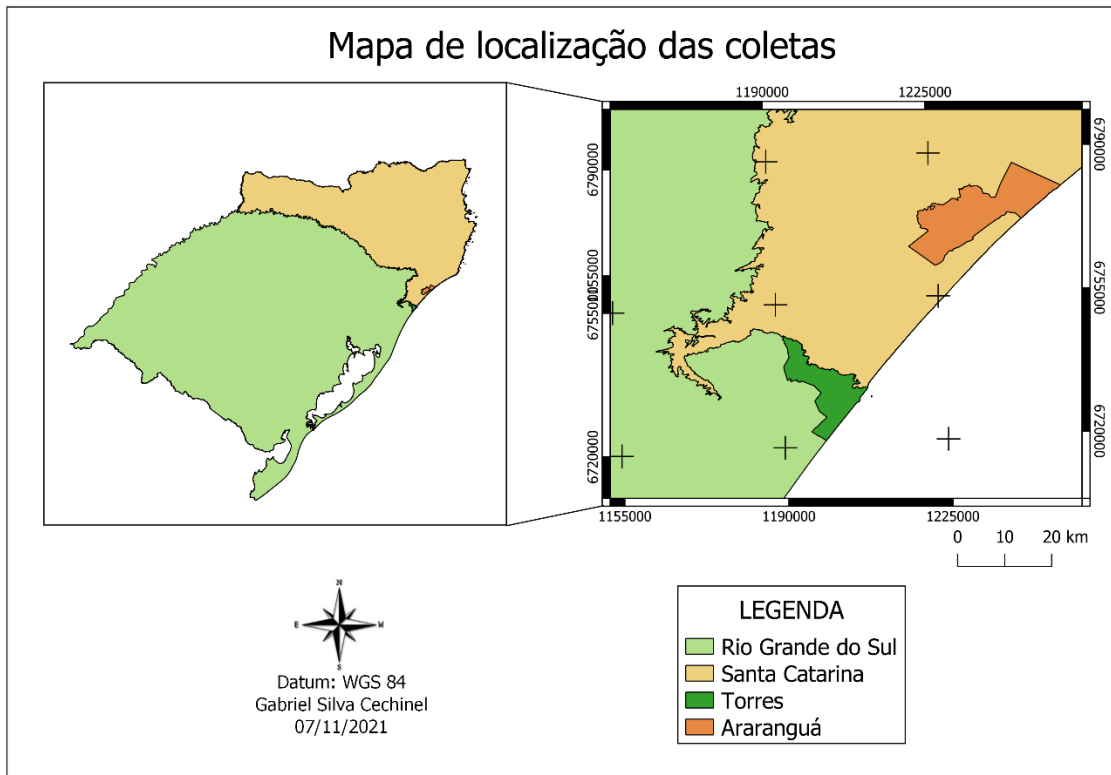 Mapa de localização das coletas
1190000
1225000
6790000
6790000
6755000
6755000
6755000
6720000
6720000
1155000
1190000
1225000
0 10 20 km
N
E W
S
Datum: WGS 84
Gabriel Silva Cechinel
07/11/2021
LEGENDA
Rio Grande do Sul
Santa Catarina
Torres
Araranguá